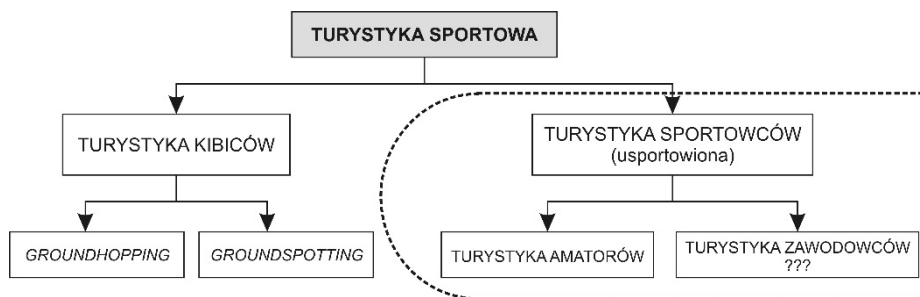 TURYSTYKA SPORTOWA
TURYSTYKA KIBICÓW
TURYSTYKA SPORTOWCÓW
(usportowiona)
GROUNDHOPPING
GROUNDSPOTTING
TURYSTYKA AMATORÓW
TURYSTYKA ZAWODOWCÓW
???